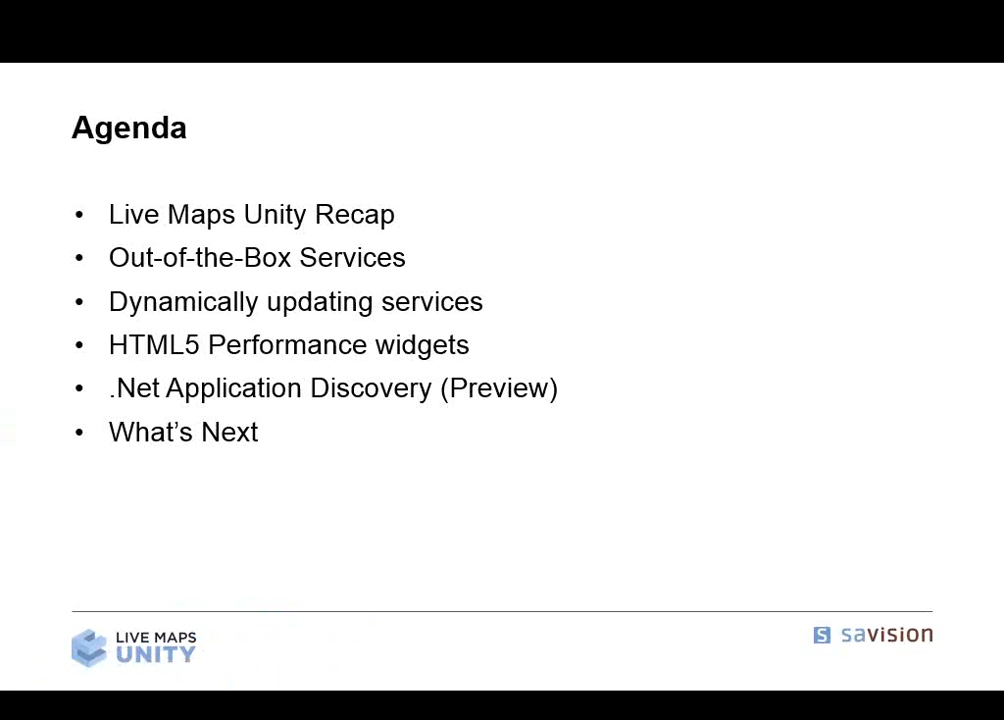 Agenda
• Live Maps Unity Recap
• Out-of-the-Box Services
• Dynamically updating services
• HTML5 Performance widgets
• .Net Application Discovery (Preview)
• What’s Next
LIVE MAPS
UNITY
S savision